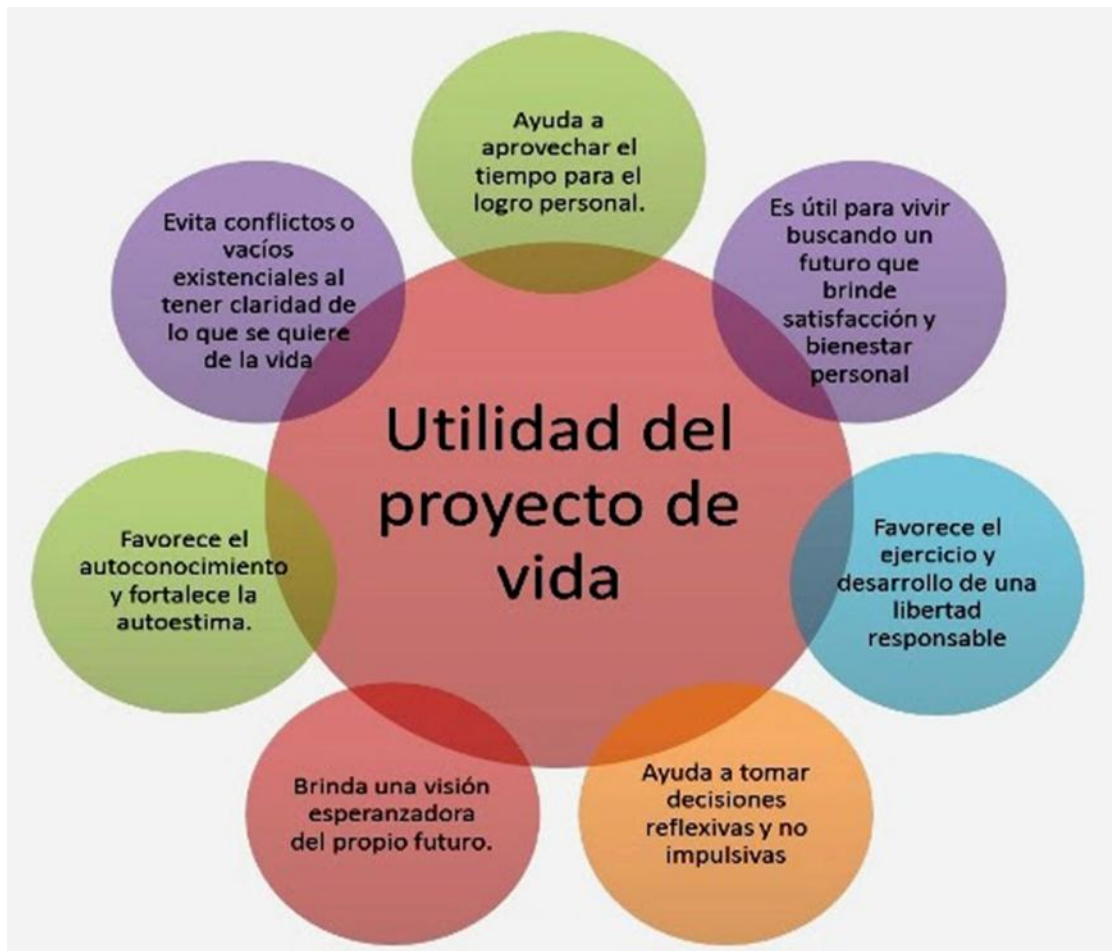 Ayuda a
aprovechar el
tiempo para el
logro personal.
Evita conflictos o
vacíos
existenciales al
tener claridad de
lo que se quiere
de la vida
Es útil para vivir
buscando un
futuro que
brinde
satisfacción y
bienestar
personal
Utilidad del
proyecto de
vida
Favorece el
autoconocimiento
y fortalece la
autoestima.
Favorece el
ejercicio y
desarrollo de una
libertad
responsable
Brinda una visión
esperanzadora
del propio futuro.
Ayuda a tomar
decisiones
reflexivas y no
impulsivas